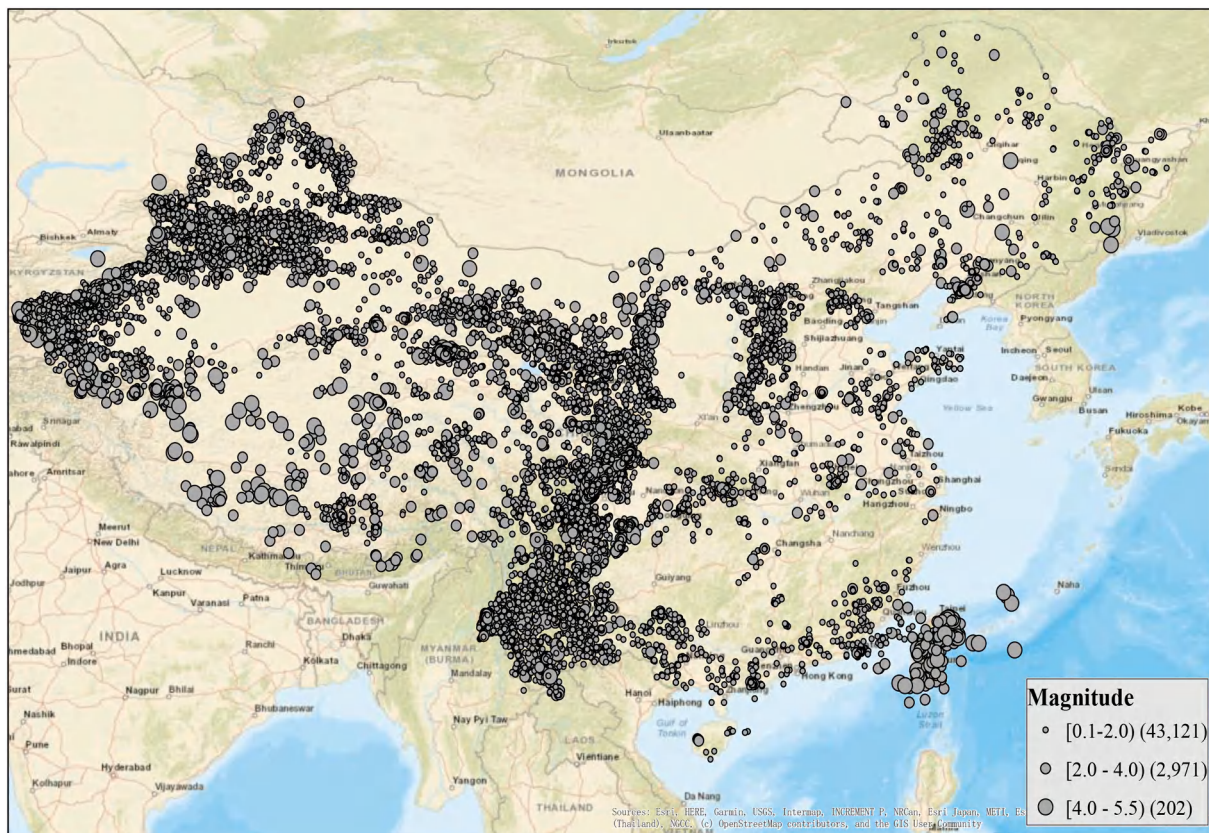 Irkutsk
Ulaanbaatar
MONGOLIA
Harbin
Changchun
Vladivostok
Bishkek
Almaty
KYRGYZSTAN
Zhangjiakou
Tangshan
NORTH
KOREA
Korea
Bay
Pyongyang
Baoding
Shijiazhuang
Yantai
Incheon
Seoul
SOUTH KOREA
Handan
Jinan
Qingdao
Daejeon
Ulsan
Gwangju
Busan
Kobe
Hiroshima
Okayan
Fukuoka
Yellow Sea
Srinagar
Rawalpindi
Amritsar
Xi'an
Zhengzhou
Taizhou
Xiangfan
Shanghai
Wuhan
Hangzhou
Ningbo
Meerut
New Delhi
NEPAL
Kathmandu
Thimphu
BHUTAN
Guwahati
Nanchang
Changsha
Wenzhou
Jodhpur
Jaipur
Agra
Lucknow
Kanpur
Varanasi
Patna
Guiyang
Fuzhou
Naha
Taipei
BANGLADESH
INDIA
Ranchi
Dhaka
Linzhou
Bhopal
Indore
Kolkata
Chittagong
MYANMAR
(BURMA)
Mandalay
Hong Kong
Surat
Nagpur
Bhilai
Hanoi
Haiphong
Nashik
Bhubaneswar
Nay Pyi Taw
Gulf of
Tonkin
Luzon
Strait
LAOS
Vientiane
Kolhapur
Hyderabad
Vijayawada
Yangon
THAILAND
Da Nang
VIETNAM
Magnitude
[0.1-2.0) (43,121)
[2.0 - 4.0) (2,971)
[4.0 - 5.5) (202)
Sources: Esri, HERE, Garmin, USGS, Intermap, INCREMENT P, NRCan, Esri Japan, METI, Es
(Thailand), NGCC, (c) OpenStreetMap contributors, and the GIS User Community